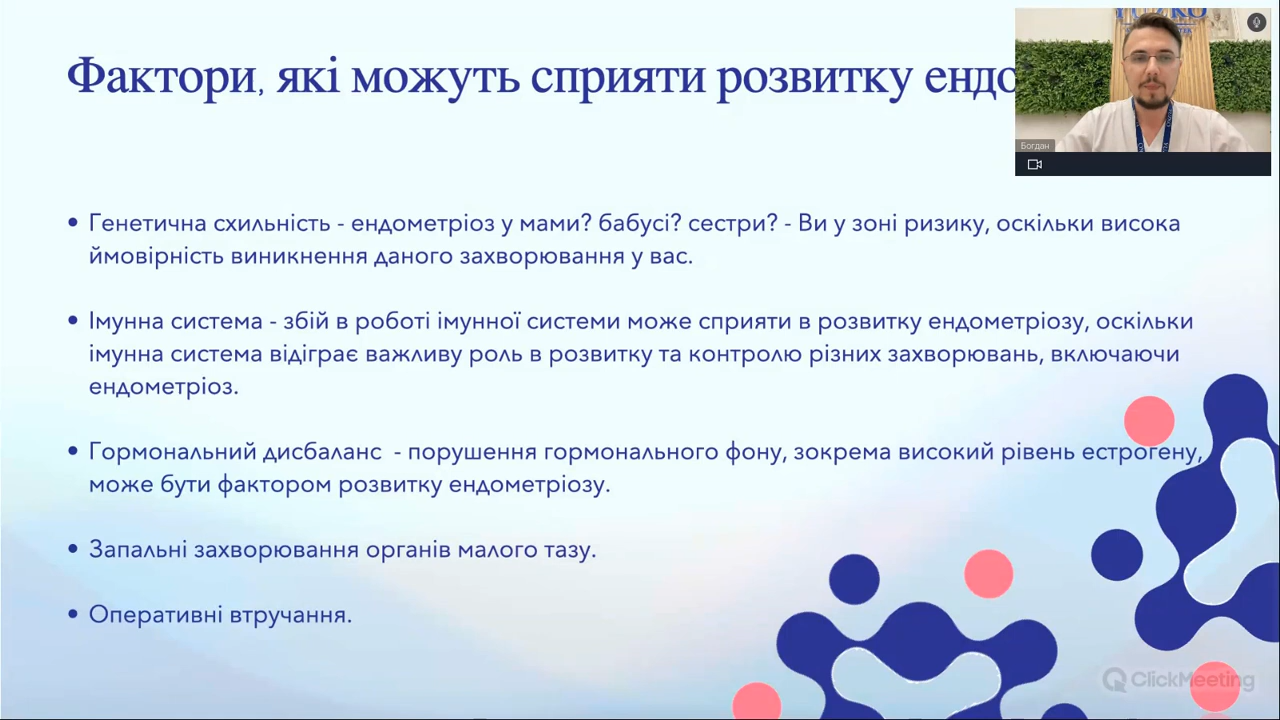 Фактори, які можуть сприяти розвитку ендо
Богдан
• Генетична схильність - ендометріоз у мами? бабусі? сестри? - Ви у зоні ризику, оскільки висока
ймовірність виникнення даного захворювання у вас.
• Імунна система - збій в роботі імунної системи може сприяти в розвитку ендометріозу, оскільки
імунна система відіграє важливу роль в розвитку та контролю різних захворювань, включаючи
ендометріоз.
• Гормональний дисбаланс - порушення гормонального фону, зокрема високий рівень естрогену,
може бути фактором розвитку ендометріозу.
• Запальні захворювання органів малого тазу.
• Оперативні втручання.
ClickMeeting